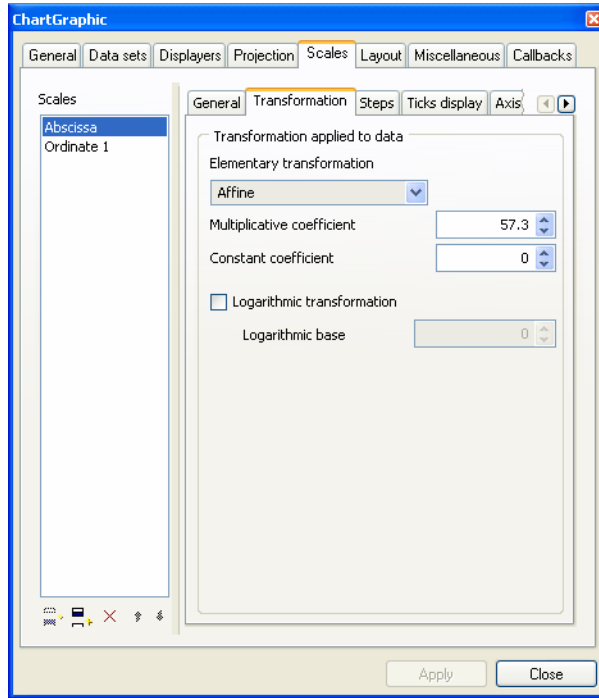 ChartGraphic
General Data sets Displayers Projection Scales Layout Miscellaneous Callbacks
Scales
Abscissa
Ordinate 1
General Transformation Steps Ticks display Axis
Transformation applied to data
Elementary transformation
Affine
Multiplicative coefficient 57.3
Constant coefficient 0
Logarithmic transformation
Logarithmic base 0
Apply Close